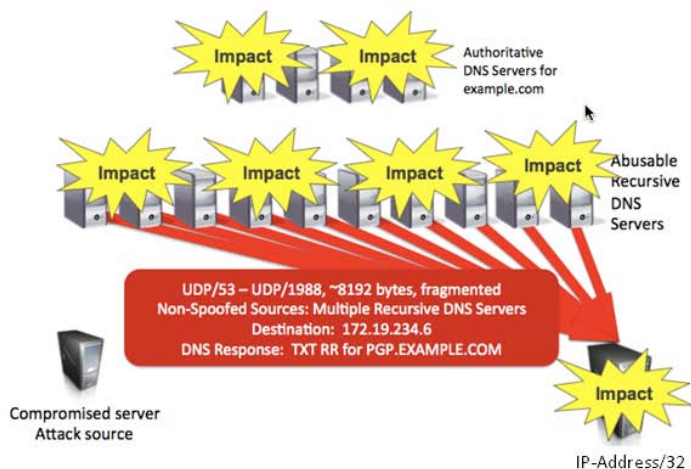 Impact
Impact
Authoritative
DNS Servers for
example.com
Impact
Impact
Impact
Impact
Abusable
Recursive
DNS
Servers
UDP/53 – UDP/1988, ~8192 bytes, fragmented
Non-Spoofed Sources: Multiple Recursive DNS Servers
Destination: 172.19.234.6
DNS Response: TXT RR for PGP.EXAMPLE.COM
Compromised server
Attack source
Impact
IP-Address/32